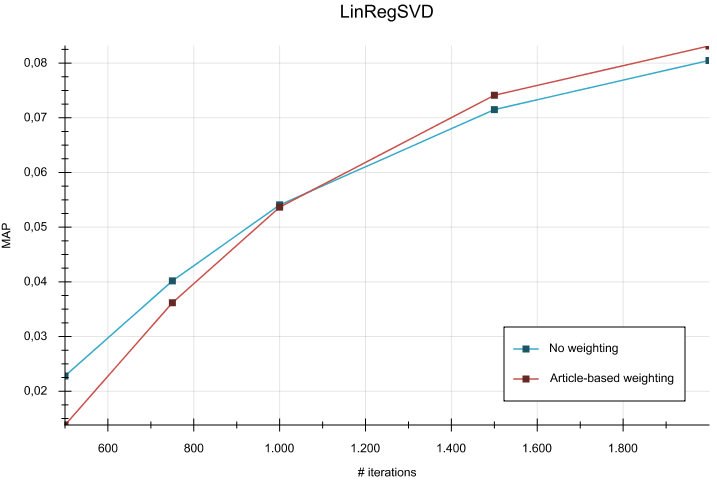 LinRegSVD
0,08
0,07
0,06
0,05
0,04
0,03
0,02
MAP
No weighting
Article-based weighting
600 800 1.000 1.200 1.400 1.600 1.800
# iterations